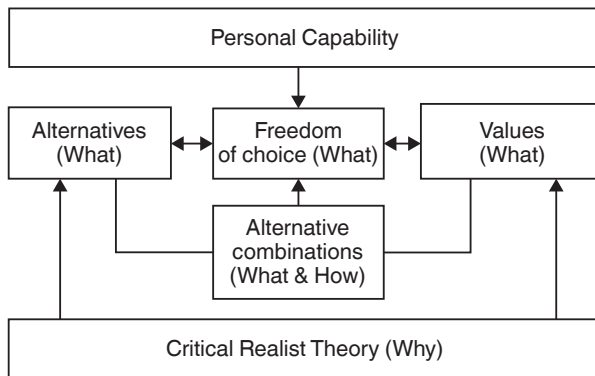 Personal Capability
Alternatives
(What)
Freedom
of choice (What)
Values
(What)
Alternative
combinations
(What & How)
Critical Realist Theory (Why)